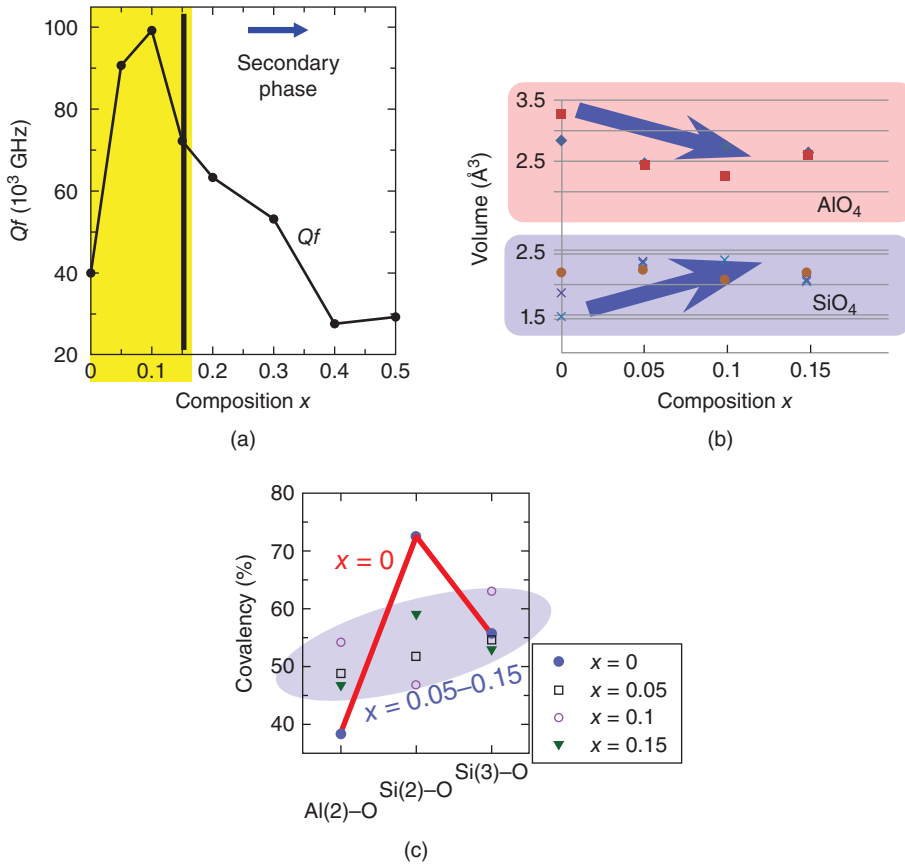 100
80
60
40
20
Qf (10³ GHz)
Secondary
phase
Qf
0
0.1
0.2
0.3
0.4
0.5
Composition x
(a)
3.5
2.5
2.5
1.5
Volume (Å³)
AlO₄
SiO₄
0
0.05
0.1
0.15
Composition x
(b)
80
70
60
50
40
Covalency (%)
x = 0
x = 0.05–0.15
Al(2)–O
Si(2)–O
Si(3)–O
x = 0
x = 0.05
x = 0.1
x = 0.15
(c)